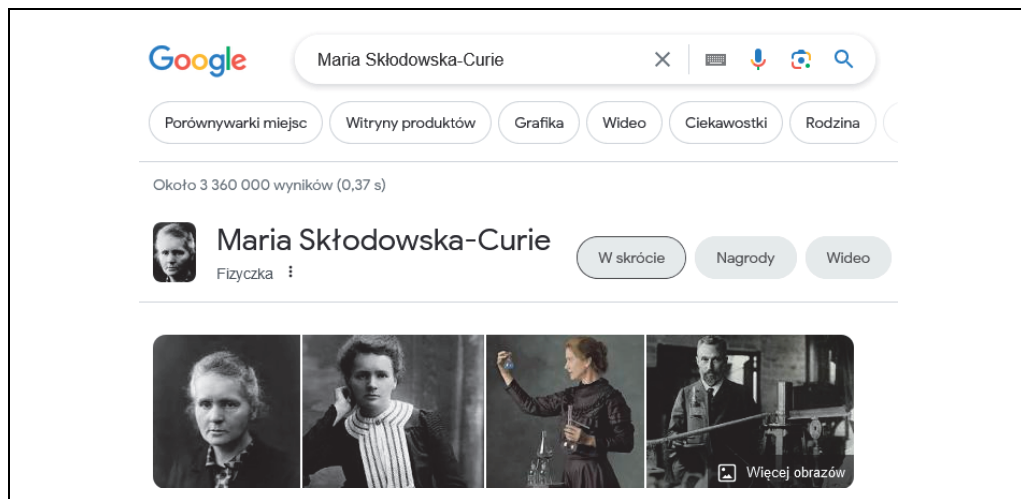 Google Maria Skłodowska-Curie
Porównywarki miejsc Witryny produktów Grafika Wideo Ciekawostki Rodzina
Około 3 360 000 wyników (0,37 s)
Maria Skłodowska-Curie
Fizyczka
W skrócie Nagrody Wideo
Więcej obrazów